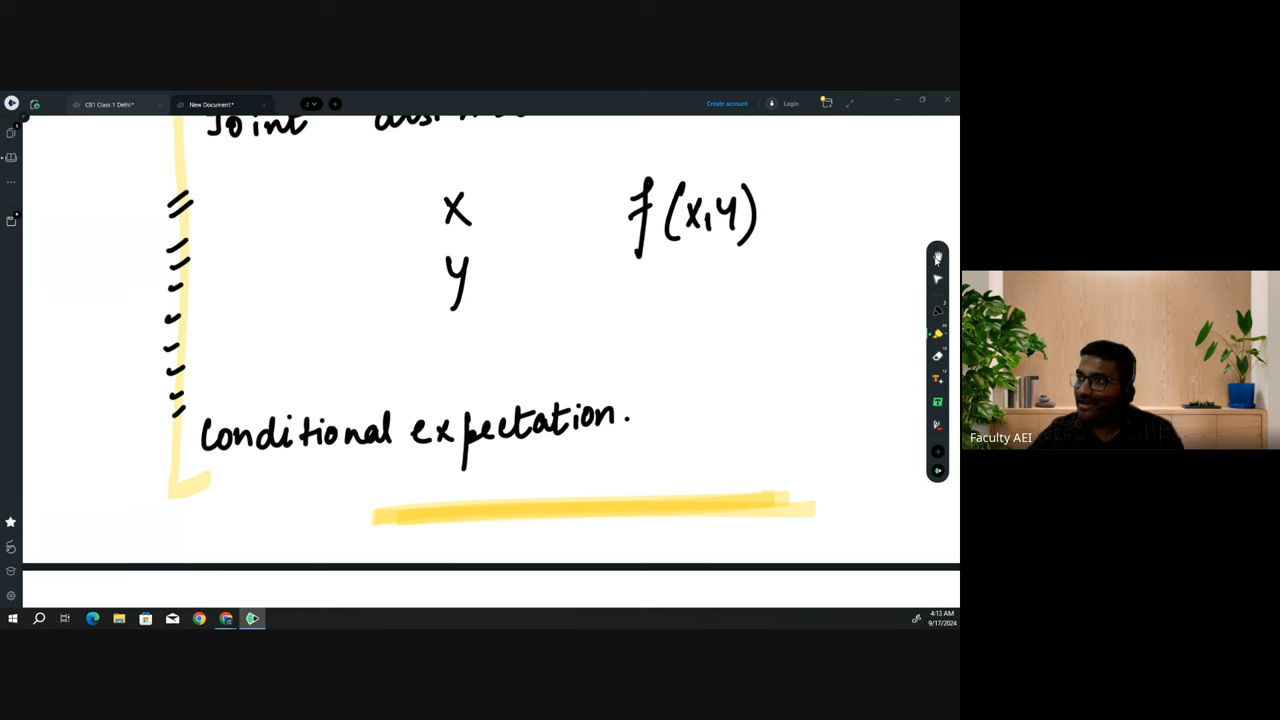 CB1 Class 1 Delhi*
New Document*
2
Create account
Login
Joint
x f(x,y)
y
Conditional expectation.
Faculty AEI
4:13 AM
9/17/2024